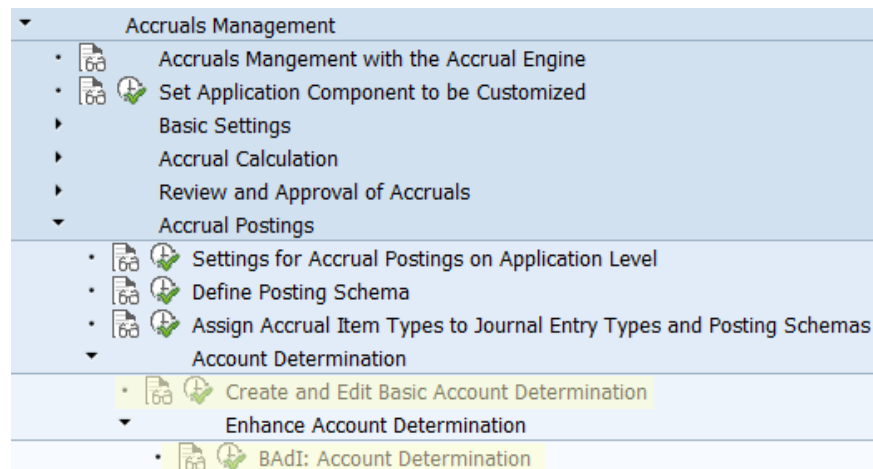 Accruals Management
Accruals Mangement with the Accrual Engine
Set Application Component to be Customized
Basic Settings
Accrual Calculation
Review and Approval of Accruals
Accrual Postings
Settings for Accrual Postings on Application Level
Define Posting Schema
Assign Accrual Item Types to Journal Entry Types and Posting Schemas
Account Determination
Create and Edit Basic Account Determination
Enhance Account Determination
BAdI: Account Determination